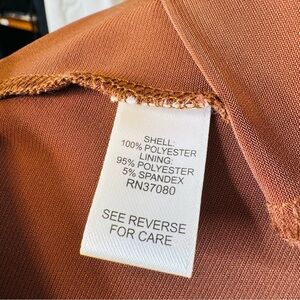 SHELL:
100% POLYESTER
LINING:
95% POLYESTER
5% SPANDEX
RN37080
SEE REVERSE
FOR CARE